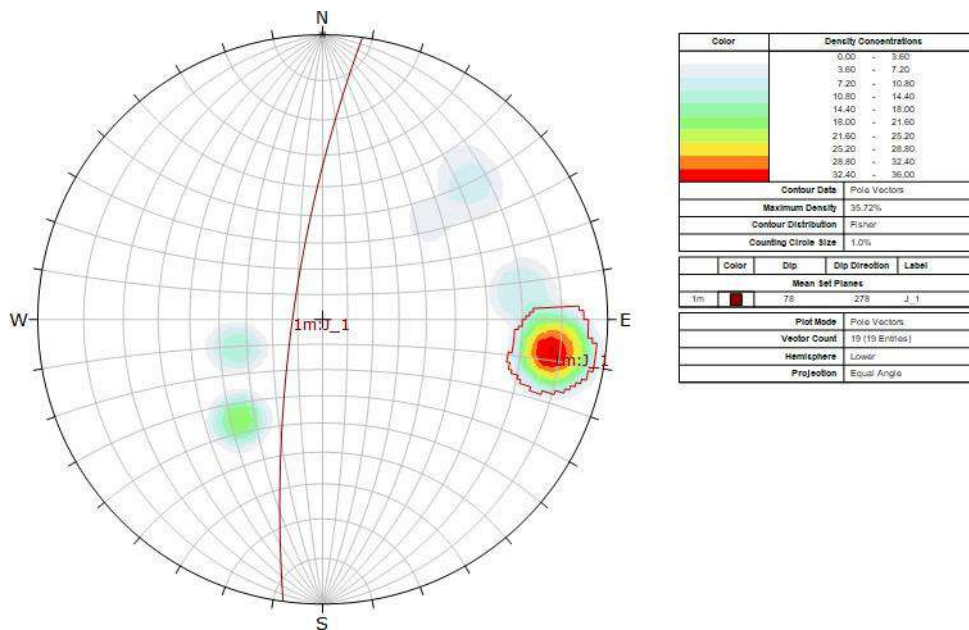 N
W
E
S
1m:J_1
1m:J_1
Color Density Concentrations
0.00 - 3.60
3.60 - 7.20
7.20 - 10.80
10.80 - 14.40
14.40 - 18.00
18.00 - 21.60
21.60 - 25.20
25.20 - 28.80
28.80 - 32.40
32.40 - 36.00
Contour Data Pole Vectors
Maximum Density 35.72%
Contour Distribution Fisher
Counting Circle Size 1.0%
Color Dip Dip Direction Label
Mean Set Planes
1m 78 278 J_1
Plot Mode Pole Vectors
Vector Count 19 (19 Entries)
Hemisphere Lower
Projection Equal Angle